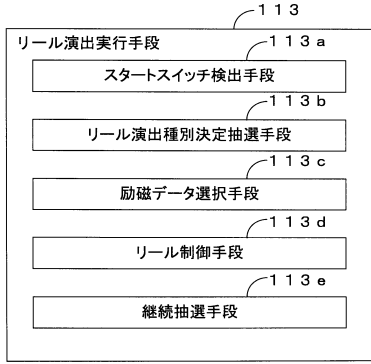 １１３
リール演出実行手段
１１３ａ
スタートスイッチ検出手段
１１３ｂ
リール演出種別決定抽選手段
１１３ｃ
励磁データ選択手段
１１３ｄ
リール制御手段
１１３ｅ
継続抽選手段